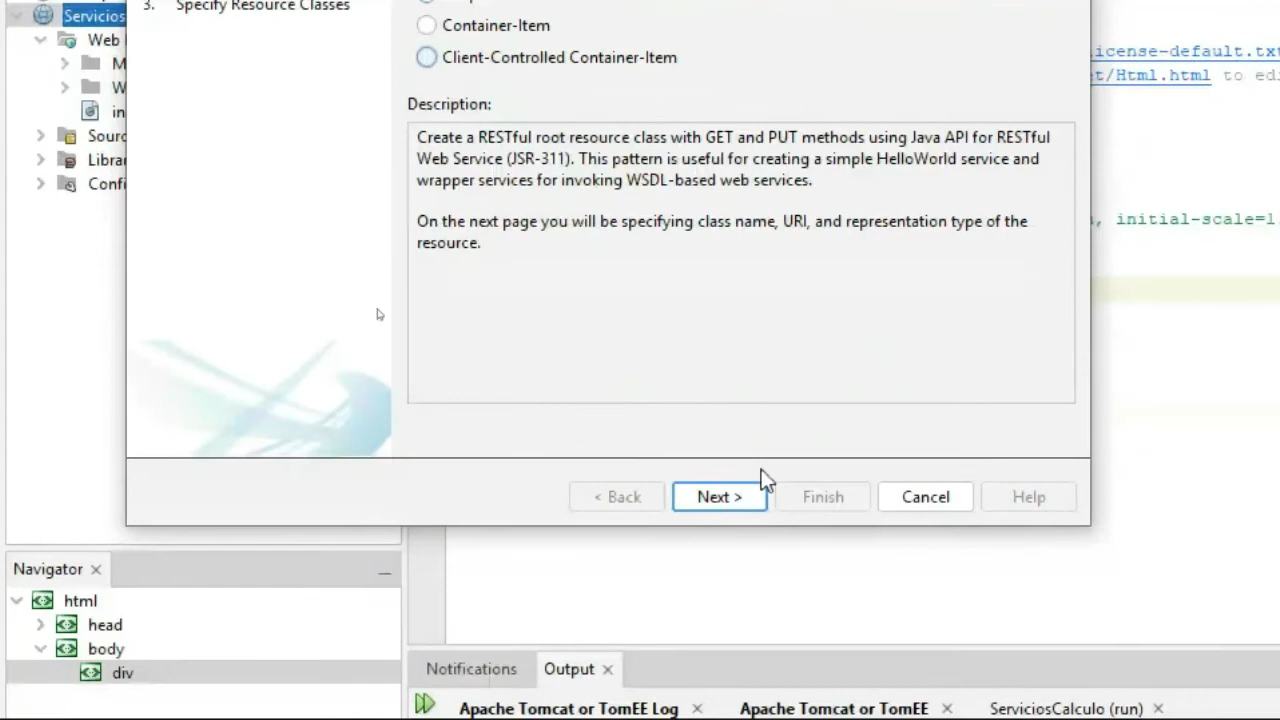 3. Specify Resource Classes
Container-Item
Client-Controlled Container-Item
Description:
Create a RESTful root resource class with GET and PUT methods using Java API for RESTful
Web Service (JSR-311). This pattern is useful for creating a simple HelloWorld service and
wrapper services for invoking WSDL-based web services.
On the next page you will be specifying class name, URI, and representation type of the
resource.
< Back
Next >
Finish
Cancel
Help
Servicios
Web
M
W
in
Sourc
Librar
Confi
icense-default.txt
t/Html.html to edi
, initial-scale=1.
Navigator
html
head
body
div
Notifications
Output
Apache Tomcat or TomEE Log
Apache Tomcat or TomEE
ServiciosCalculo (run)